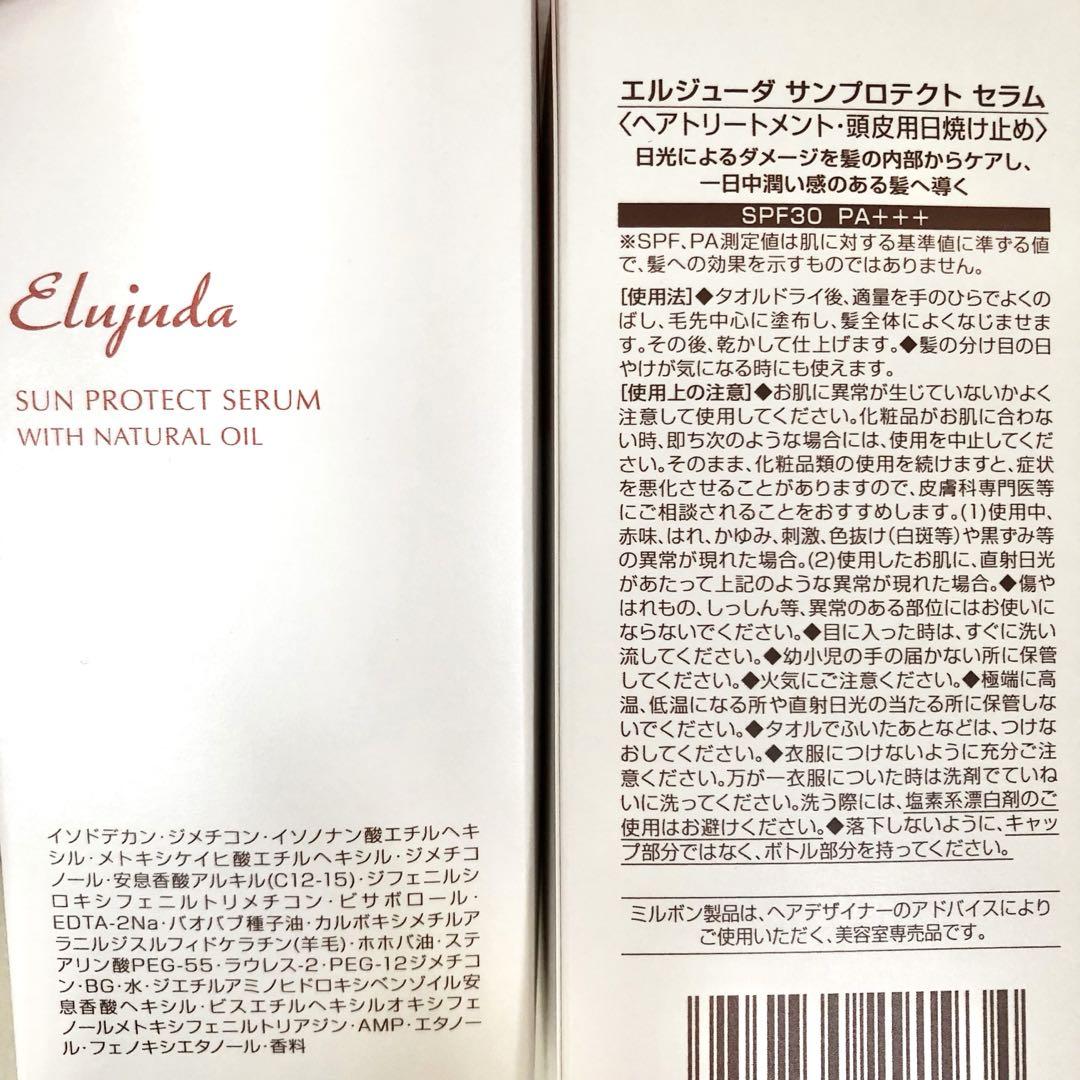 Elujuda
SUN PROTECT SERUM
WITH NATURAL OIL
イソドデカン・ジメチコン・イソノナン酸エチルヘキ
シル・メトキシケイヒ酸エチルヘキシル・ジメチコ
ノール・安息香酸アルキル(C12-15)・ジフェニルシ
ロキシフェニルトリメチコン・ビサボロール・
EDTA-2Na・バオバブ種子油・カルボキシメチルア
ラニルジスルフィドケラチン(羊毛)・ホホバ油・ステ
アリン酸PEG-55・ラウレス-2・PEG-12ジメチコ
ン・BG・水・ジエチルアミノヒドロキシベンゾイル安
息香酸ヘキシル・ビスエチルヘキシルオキシフェ
ノールメトキシフェニルトリアジン・AMP・エタノー
ル・フェノキシエタノール・香料
エルジューダ サンプロテクト セラム
〈ヘアトリートメント・頭皮用日焼け止め〉
日光によるダメージを髪の内部からケアし、
一日中潤い感のある髪へ導く
SPF30 PA+++
※SPF、PA測定値は肌に対する基準値に準ずる値
で、髪への効果を示すものではありません。
[使用法]◆タオルドライ後、適量を手のひらでよくの
ばし、毛先中心に塗布し、髪全体によくなじませま
す。その後、乾かして仕上げます。◆髪の分け目の日
やけが気になる時にも使えます。
[使用上の注意]◆お肌に異常が生じていないかよく
注意して使用してください。化粧品がお肌に合わな
い時、即ち次のような場合には、使用を中止してくだ
さい。そのまま、化粧品類の使用を続けますと、症状
を悪化させることがありますので、皮膚科専門医等
にご相談されることをおすすめします。(1)使用中、
赤味、はれ、かゆみ、刺激、色抜け(白斑等)や黒ずみ等
の異常が現れた場合。(2)使用したお肌に、直射日光
があたって上記のような異常が現れた場合。◆傷や
はれもの、しっしん等、異常のある部位にはお使いに
ならないでください。◆目に入った時は、すぐに洗い
流してください。◆幼小児の手の届かない所に保管
してください。◆火気にご注意ください。◆極端に高
温、低温になる所や直射日光の当たる所に保管しな
いでください。◆タオルでふいたあとなどは、つけな
おしてください。◆衣服につけないように充分ご注
意ください。万が一衣服についた時は洗剤でていね
いに洗ってください。洗う際には、塩素系漂白剤のご
使用はお避けください。◆落下しないように、キャッ
プ部分ではなく、ボトル部分を持ってください。
ミルボン製品は、ヘアデザイナーのアドバイスにより
ご使用いただく、美容室専売品です。